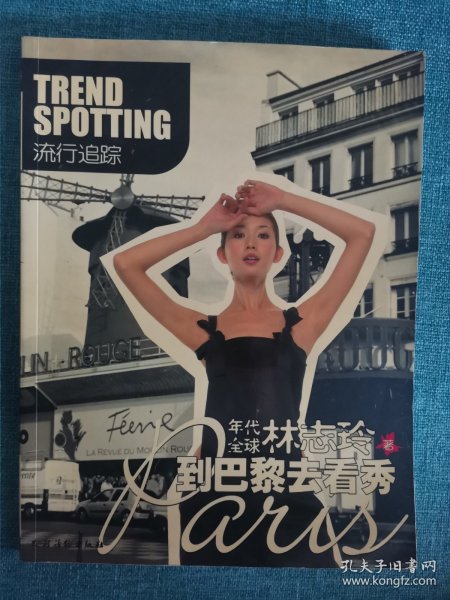 TREND
SPOTTING
流行追踪
ROUGE
Féerie
LA REVUE DU MOULIN ROUGE
年代
全球
林志玲 著
到巴黎去看秀
Paris
孔夫子旧书网
www.kongfz.com